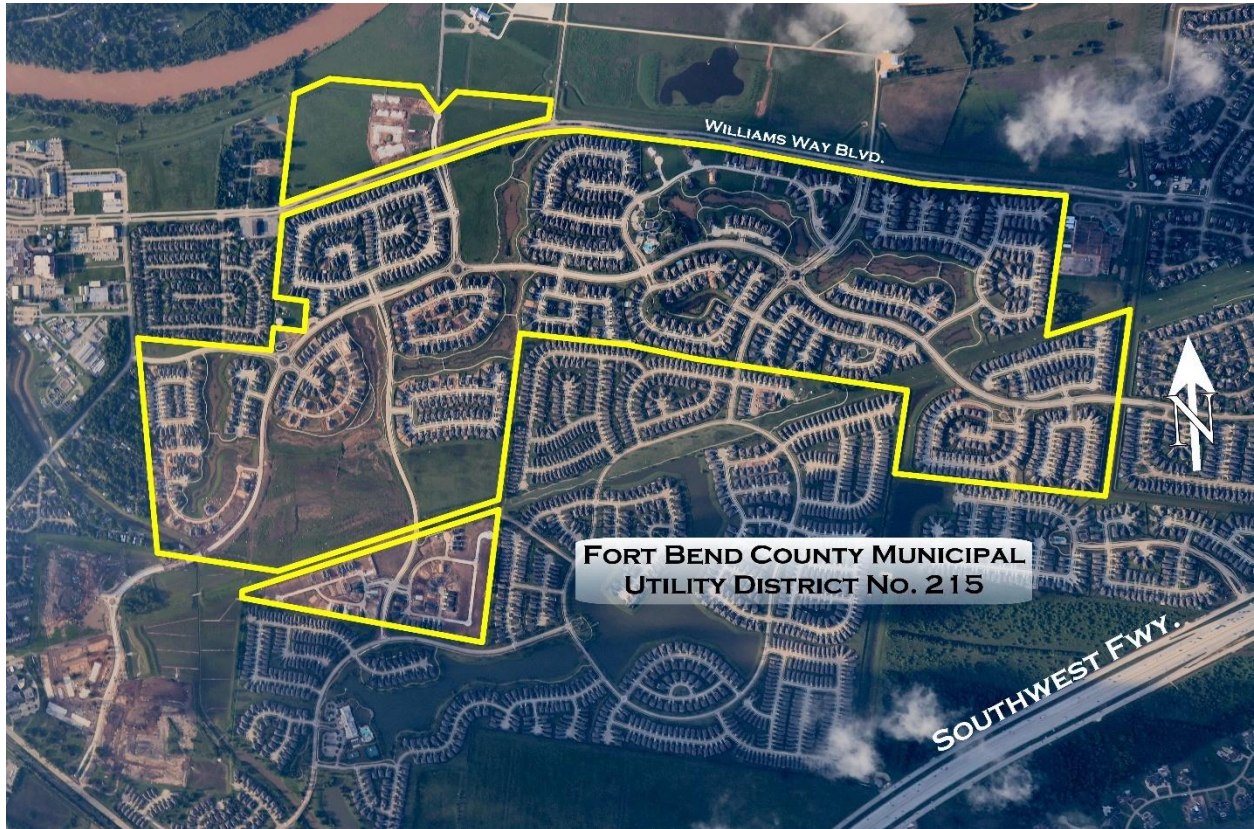 WILLIAMS WAY BLVD.
N
FORT BEND COUNTY MUNICIPAL
UTILITY DISTRICT NO. 215
SOUTHWEST FWY.